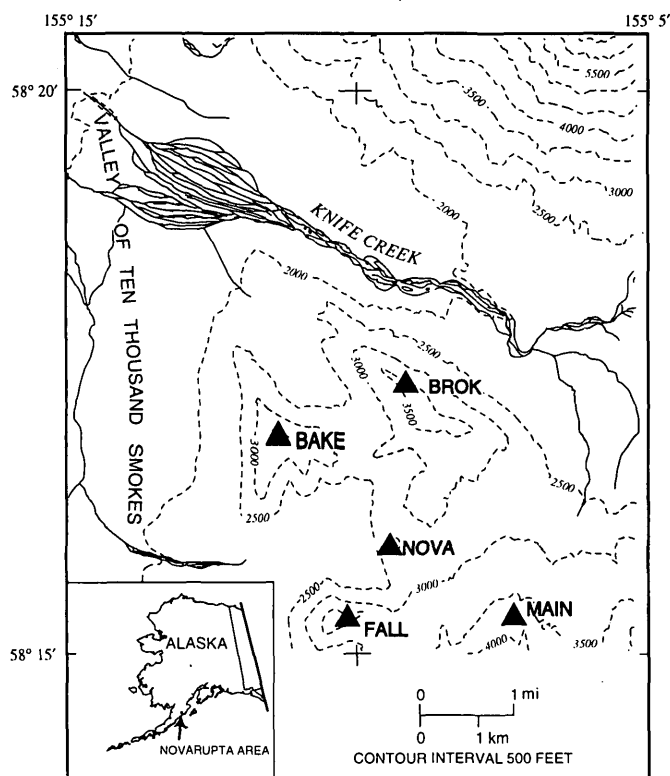 155° 15'
155° 5'
58° 20'
5500
3500
4000
3000
2500
2000
KNIFE CREEK
VALLEY OF TEN THOUSAND SMOKES
2000
2500
3000
BROK
3500
BAKE
3000
2500
2500
NOVA
3000
2500
MAIN
FALL
4000
3500
58° 15'
ALASKA
NOVARUPTA AREA
0 1 mi
0 1 km
CONTOUR INTERVAL 500 FEET